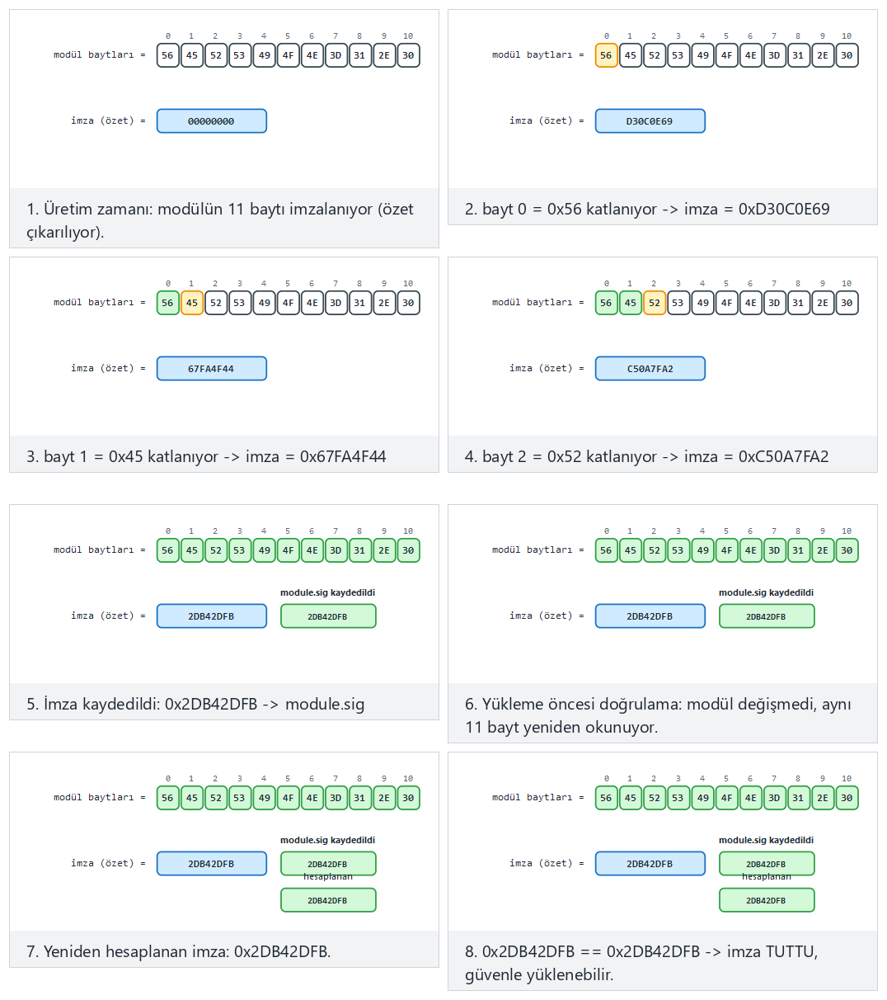 0 1 2 3 4 5 6 7 8 9 10
modül baytları = 56 45 52 53 49 4F 4E 3D 31 2E 30
imza (özet) = 00000000
1. Üretim zamanı: modülün 11 baytı imzalanıyor (özet
çıkarılıyor).
0 1 2 3 4 5 6 7 8 9 10
modül baytları = 56 45 52 53 49 4F 4E 3D 31 2E 30
imza (özet) = D30C0E69
2. bayt 0 = 0x56 katlanıyor -> imza = 0xD30C0E69
0 1 2 3 4 5 6 7 8 9 10
modül baytları = 56 45 52 53 49 4F 4E 3D 31 2E 30
imza (özet) = 67FA4F44
3. bayt 1 = 0x45 katlanıyor -> imza = 0x67FA4F44
0 1 2 3 4 5 6 7 8 9 10
modül baytları = 56 45 52 53 49 4F 4E 3D 31 2E 30
imza (özet) = C50A7FA2
4. bayt 2 = 0x52 katlanıyor -> imza = 0xC50A7FA2
0 1 2 3 4 5 6 7 8 9 10
modül baytları = 56 45 52 53 49 4F 4E 3D 31 2E 30
module.sig kaydedildi
imza (özet) = 2DB42DFB 2DB42DFB
5. İmza kaydedildi: 0x2DB42DFB -> module.sig
0 1 2 3 4 5 6 7 8 9 10
modül baytları = 56 45 52 53 49 4F 4E 3D 31 2E 30
module.sig kaydedildi
imza (özet) = 2DB42DFB 2DB42DFB
6. Yükleme öncesi doğrulama: modül değişmedi, aynı
11 bayt yeniden okunuyor.
0 1 2 3 4 5 6 7 8 9 10
modül baytları = 56 45 52 53 49 4F 4E 3D 31 2E 30
module.sig kaydedildi
imza (özet) = 2DB42DFB 2DB42DFB
hesaplanan
2DB42DFB
7. Yeniden hesaplanan imza: 0x2DB42DFB.
0 1 2 3 4 5 6 7 8 9 10
modül baytları = 56 45 52 53 49 4F 4E 3D 31 2E 30
module.sig kaydedildi
imza (özet) = 2DB42DFB 2DB42DFB
hesaplanan
2DB42DFB
8. 0x2DB42DFB == 0x2DB42DFB -> imza TUTTU,
güvenle yüklenebilir.